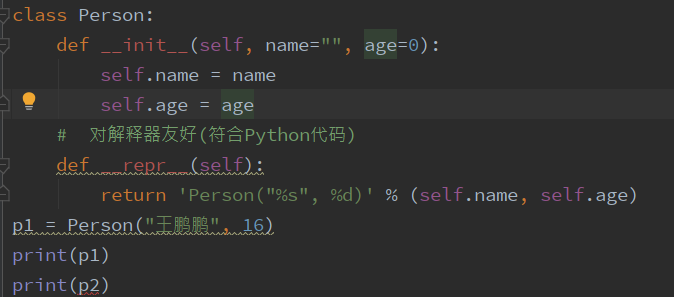 class Person:
    def __init__(self, name="", age=0):
        self.name = name
        self.age = age
    #  对解释器友好(符合Python代码)
    def __repr__(self):
        return 'Person("%s", %d)' % (self.name, self.age)
p1 = Person("王鹏鹏", 16)
print(p1)
print(p2)